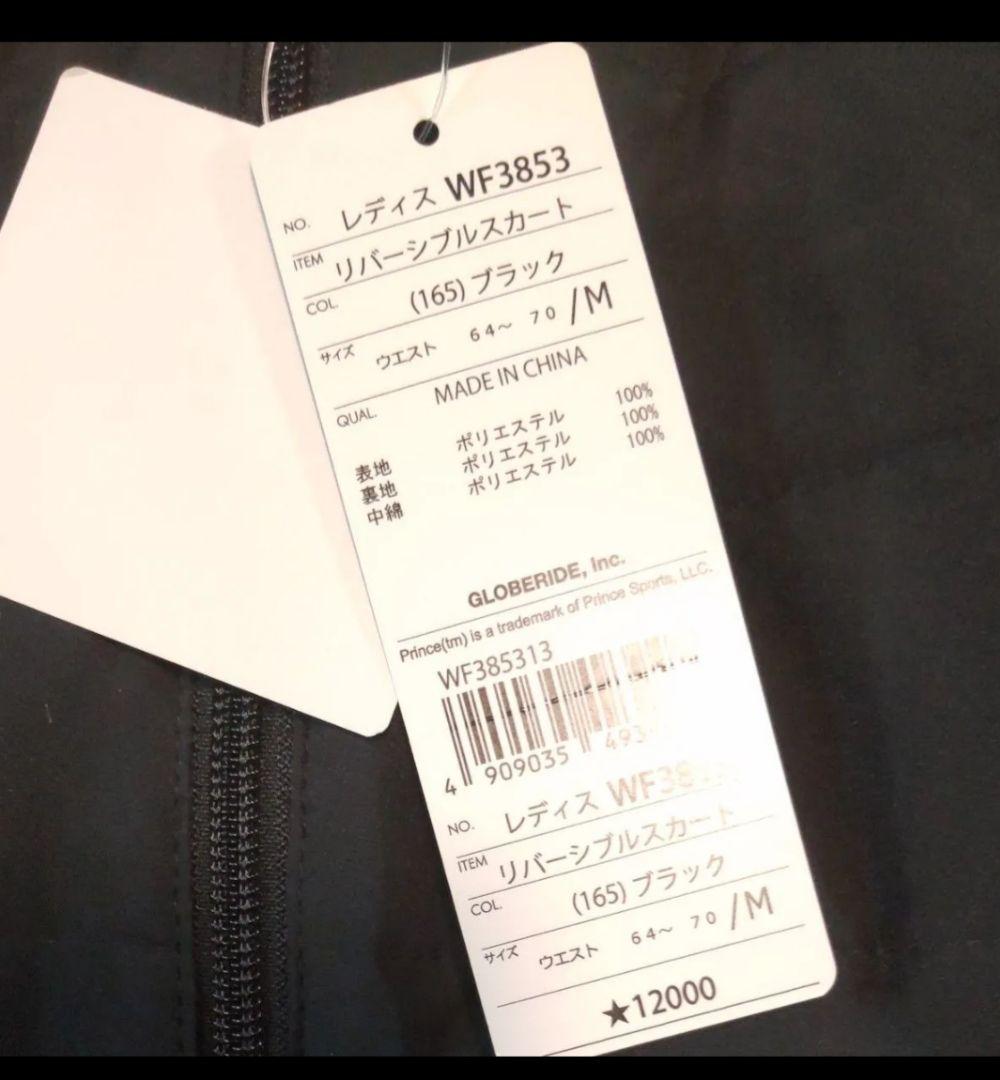 NO. レディス WF3853
ITEM リバーシブルスカート
COL. (165) ブラック
サイズ ウエスト 64～ 70 /M
MADE IN CHINA
QUAL.
表地 ポリエステル 100%
裏地 ポリエステル 100%
中綿 ポリエステル 100%
GLOBERIDE, Inc.
Prince(tm) is a trademark of Prince Sports, LLC.
WF385313
4 909035
NO. レディス
ITEM リバーシブルスカート
COL. (165) ブラック
サイズ ウエスト 64～ 70 /M
★12000